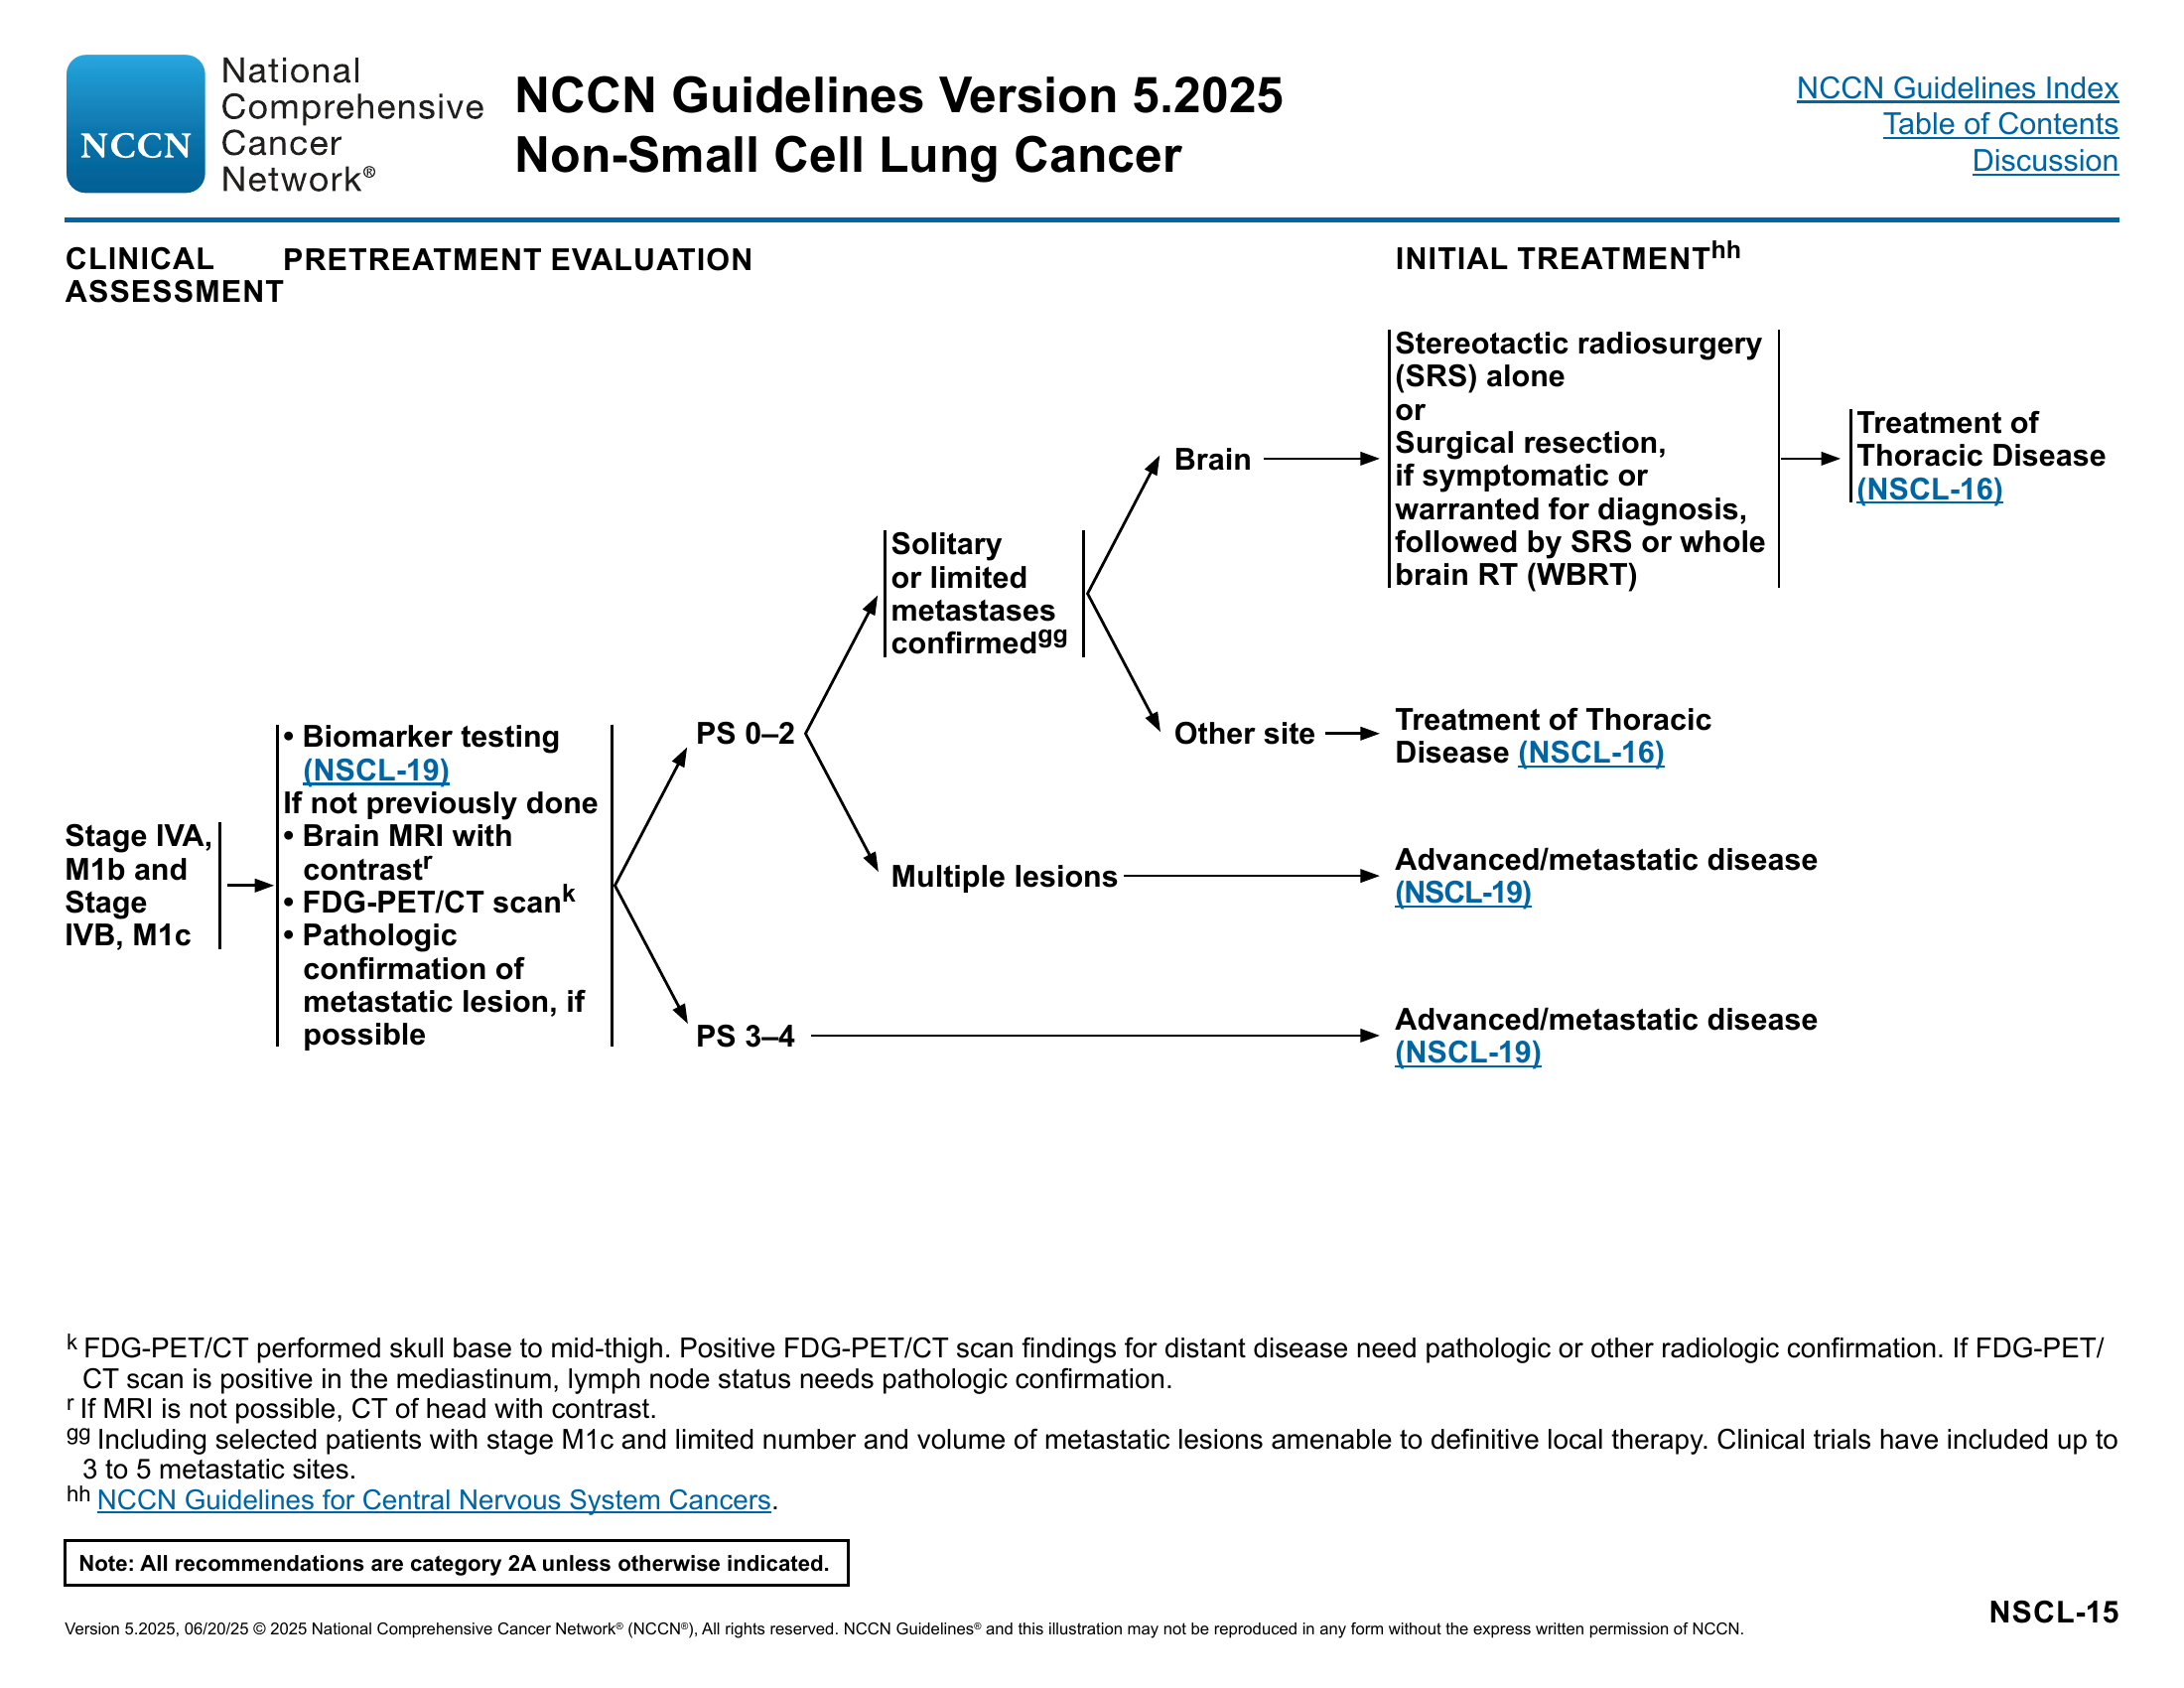 NCCN
National
Comprehensive
Cancer
Network®
NCCN Guidelines Version 5.2025
Non-Small Cell Lung Cancer
NCCN Guidelines Index
Table of Contents
Discussion
CLINICAL
ASSESSMENT
PRETREATMENT EVALUATION
INITIAL TREATMENThh
Stage IVA,
M1b and
Stage
IVB, M1c
• Biomarker testing
(NSCL-19)
If not previously done
• Brain MRI with
contrastr
• FDG-PET/CT scank
• Pathologic
confirmation of
metastatic lesion, if
possible
PS 0–2
PS 3–4
Solitary
or limited
metastases
confirmedgg
Multiple lesions
Brain
Other site
Stereotactic radiosurgery
(SRS) alone
or
Surgical resection,
if symptomatic or
warranted for diagnosis,
followed by SRS or whole
brain RT (WBRT)
Treatment of
Thoracic Disease
(NSCL-16)
Treatment of Thoracic
Disease (NSCL-16)
Advanced/metastatic disease
(NSCL-19)
Advanced/metastatic disease
(NSCL-19)
k FDG-PET/CT performed skull base to mid-thigh. Positive FDG-PET/CT scan findings for distant disease need pathologic or other radiologic confirmation. If FDG-PET/
CT scan is positive in the mediastinum, lymph node status needs pathologic confirmation.
r If MRI is not possible, CT of head with contrast.
gg Including selected patients with stage M1c and limited number and volume of metastatic lesions amenable to definitive local therapy. Clinical trials have included up to
3 to 5 metastatic sites.
hh NCCN Guidelines for Central Nervous System Cancers.
Note: All recommendations are category 2A unless otherwise indicated.
NSCL-15
Version 5.2025, 06/20/25 © 2025 National Comprehensive Cancer Network® (NCCN®), All rights reserved. NCCN Guidelines® and this illustration may not be reproduced in any form without the express written permission of NCCN.